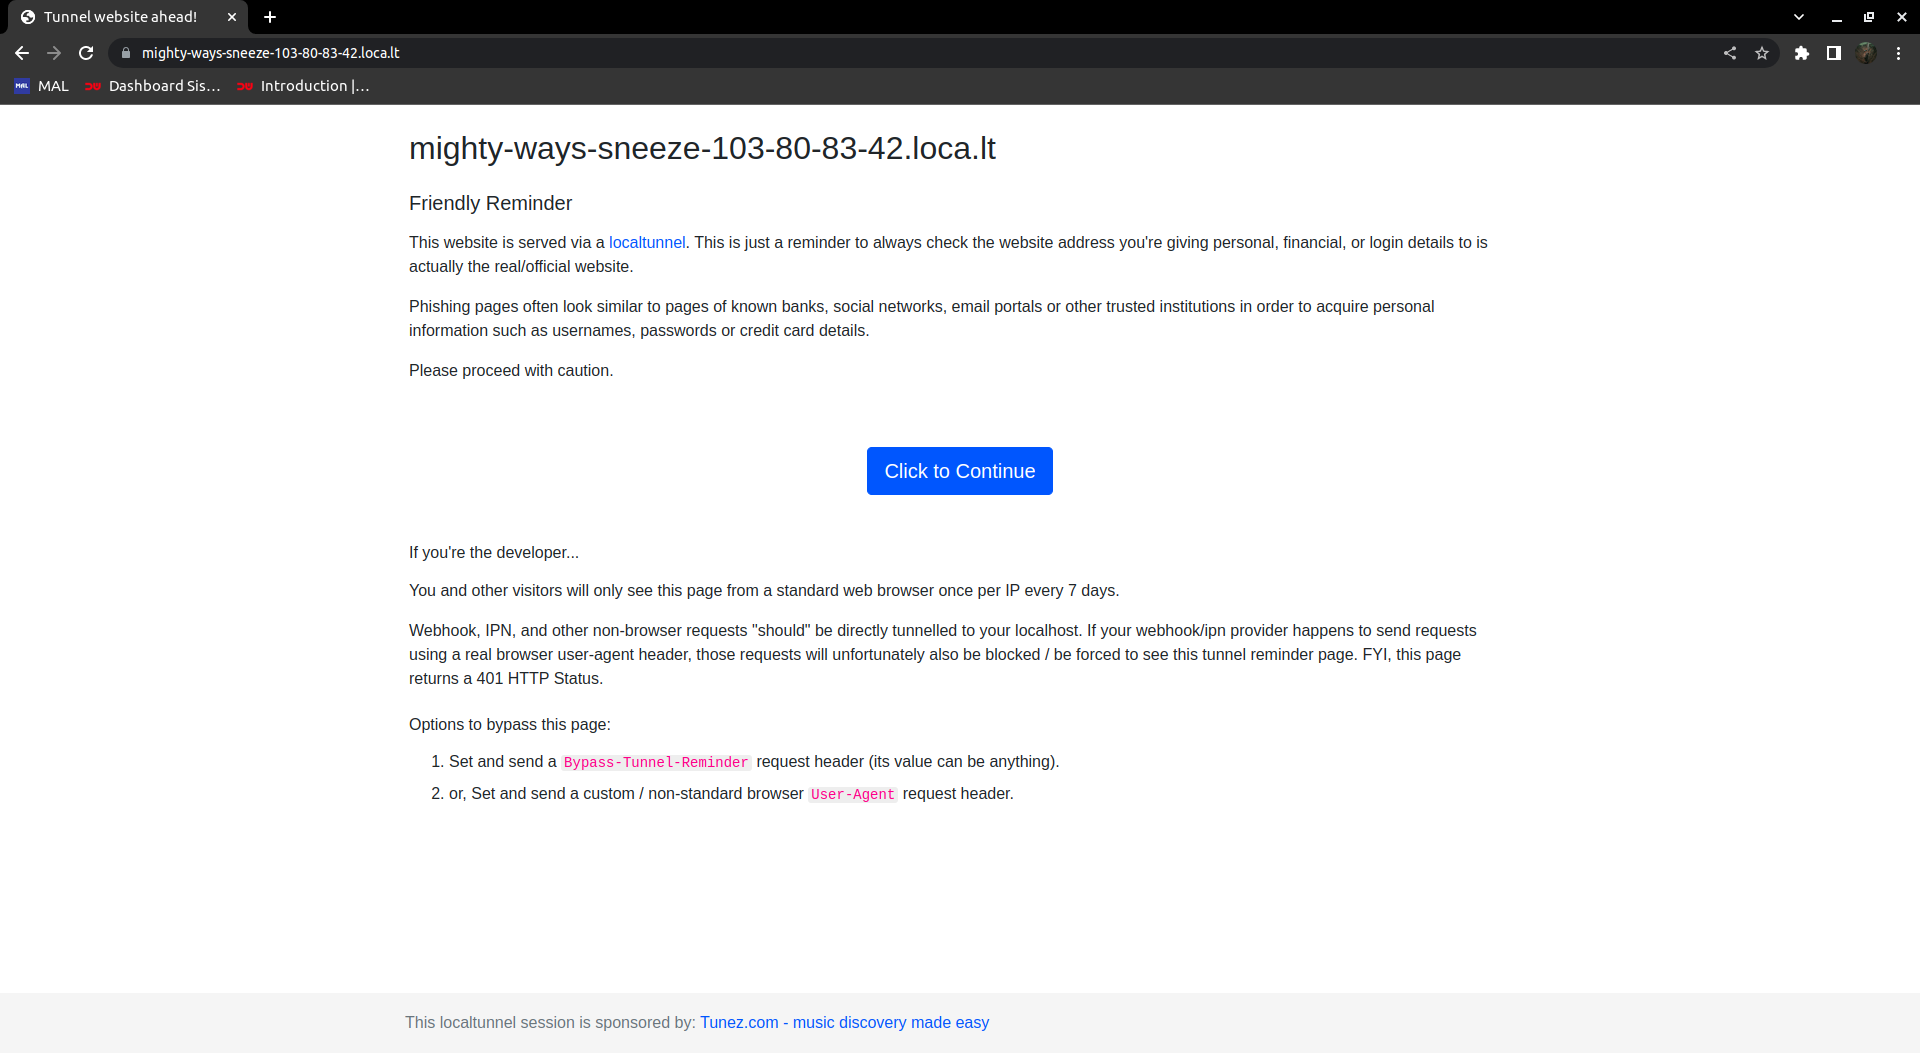 Tunnel website ahead!
mighty-ways-sneeze-103-80-83-42.loca.lt
MAL MAL Dashboard Sis... Introduction |...
mighty-ways-sneeze-103-80-83-42.loca.lt
Friendly Reminder
This website is served via a localtunnel. This is just a reminder to always check the website address you're giving personal, financial, or login details to is
actually the real/official website.
Phishing pages often look similar to pages of known banks, social networks, email portals or other trusted institutions in order to acquire personal
information such as usernames, passwords or credit card details.
Please proceed with caution.
Click to Continue
If you're the developer...
You and other visitors will only see this page from a standard web browser once per IP every 7 days.
Webhook, IPN, and other non-browser requests "should" be directly tunnelled to your localhost. If your webhook/ipn provider happens to send requests
using a real browser user-agent header, those requests will unfortunately also be blocked / be forced to see this tunnel reminder page. FYI, this page
returns a 401 HTTP Status.
Options to bypass this page:
1. Set and send a Bypass-Tunnel-Reminder request header (its value can be anything).
2. or, Set and send a custom / non-standard browser User-Agent request header.
This localtunnel session is sponsored by: Tunez.com - music discovery made easy